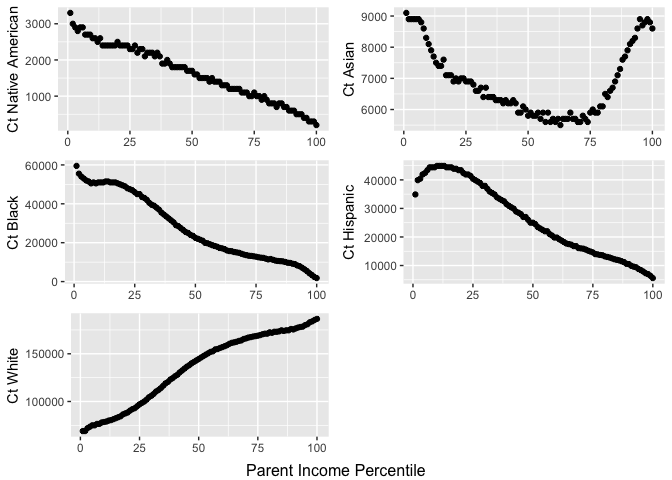 Ct Native American
3000
2000
1000
0 25 50 75 100
Ct Asian
9000
8000
7000
6000
0 25 50 75 100
Ct Black
60000
40000
20000
0
0 25 50 75 100
Ct Hispanic
40000
30000
20000
10000
0 25 50 75 100
Ct White
150000
100000
0 25 50 75 100
Parent Income Percentile